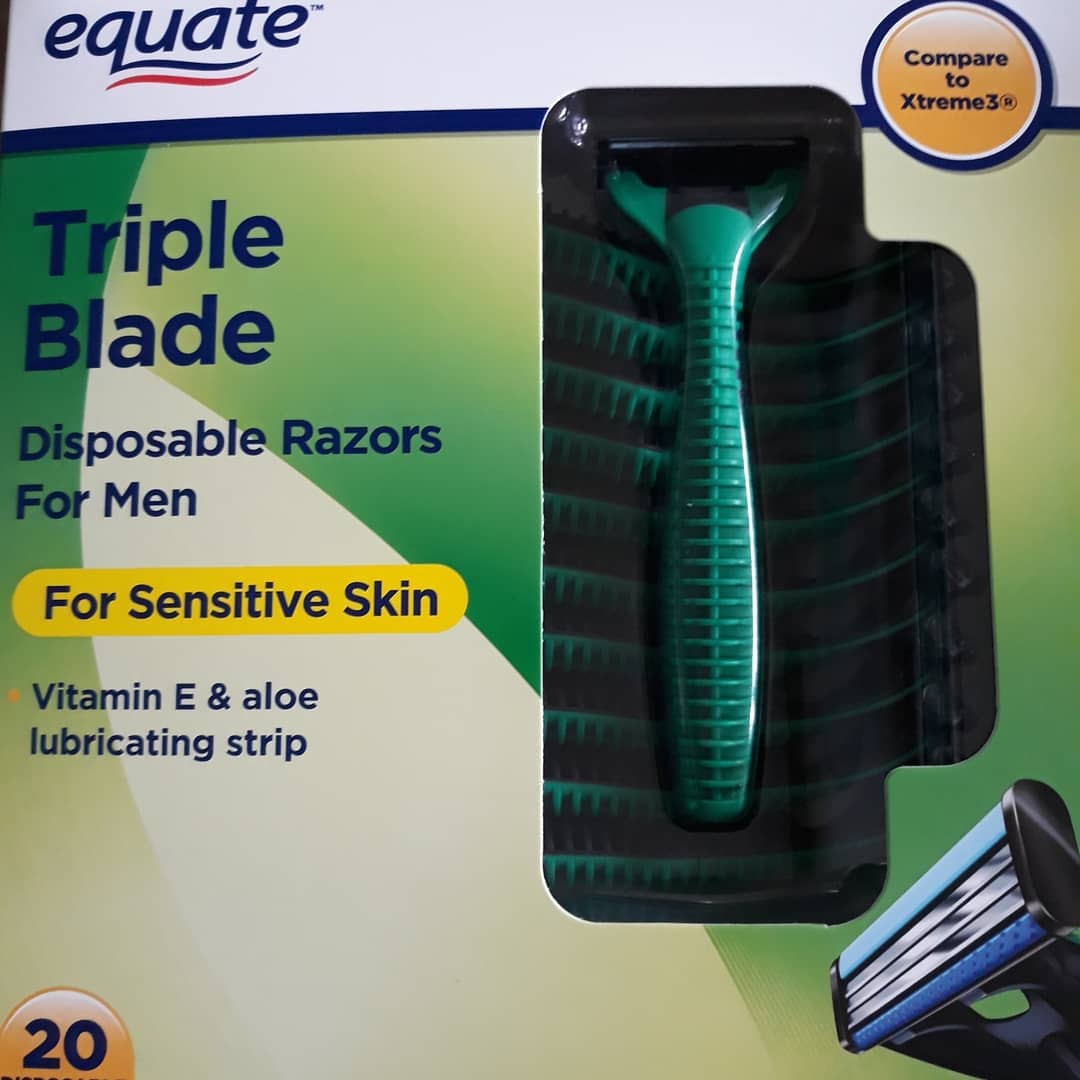 equate™
Compare
to
Xtreme3®
Triple
Blade
Disposable Razors
For Men
For Sensitive Skin
• Vitamin E & aloe
lubricating strip
20